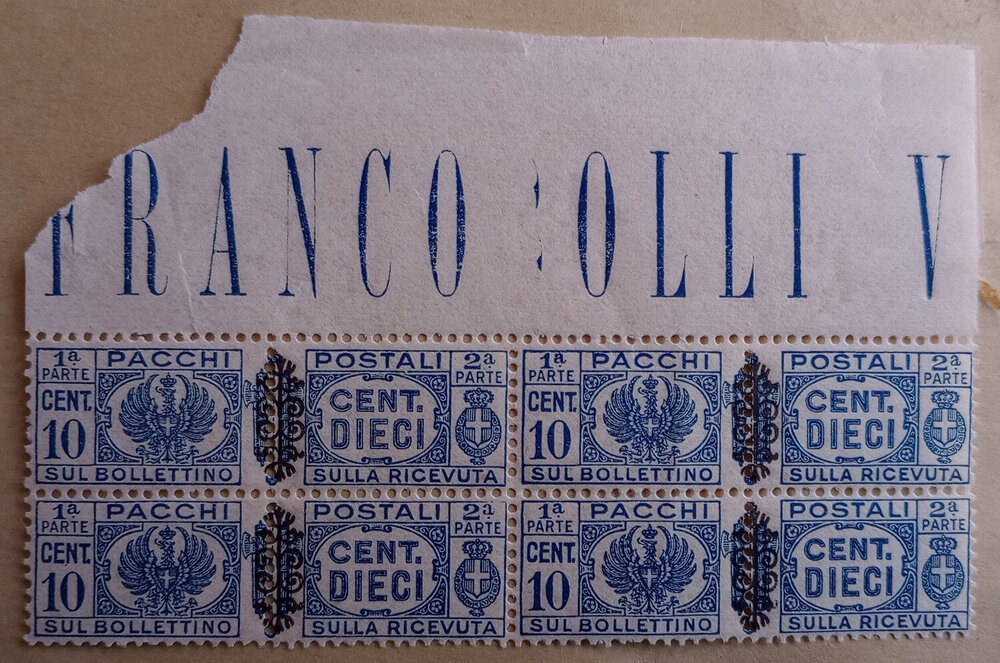 FRANCOBOLLI V
1ª PARTE PACCHI POSTALI 2ª PARTE 1ª PARTE PACCHI POSTALI 2ª PARTE
CENT. 10 CENT. DIECI CENT. 10 CENT. DIECI
SUL BOLLETTINO SULLA RICEVUTA SUL BOLLETTINO SULLA RICEVUTA
1ª PARTE PACCHI POSTALI 2ª PARTE 1ª PARTE PACCHI POSTALI 2ª PARTE
CENT. 10 CENT. DIECI CENT. 10 CENT. DIECI
SUL BOLLETTINO SULLA RICEVUTA SUL BOLLETTINO SULLA RICEVUTA